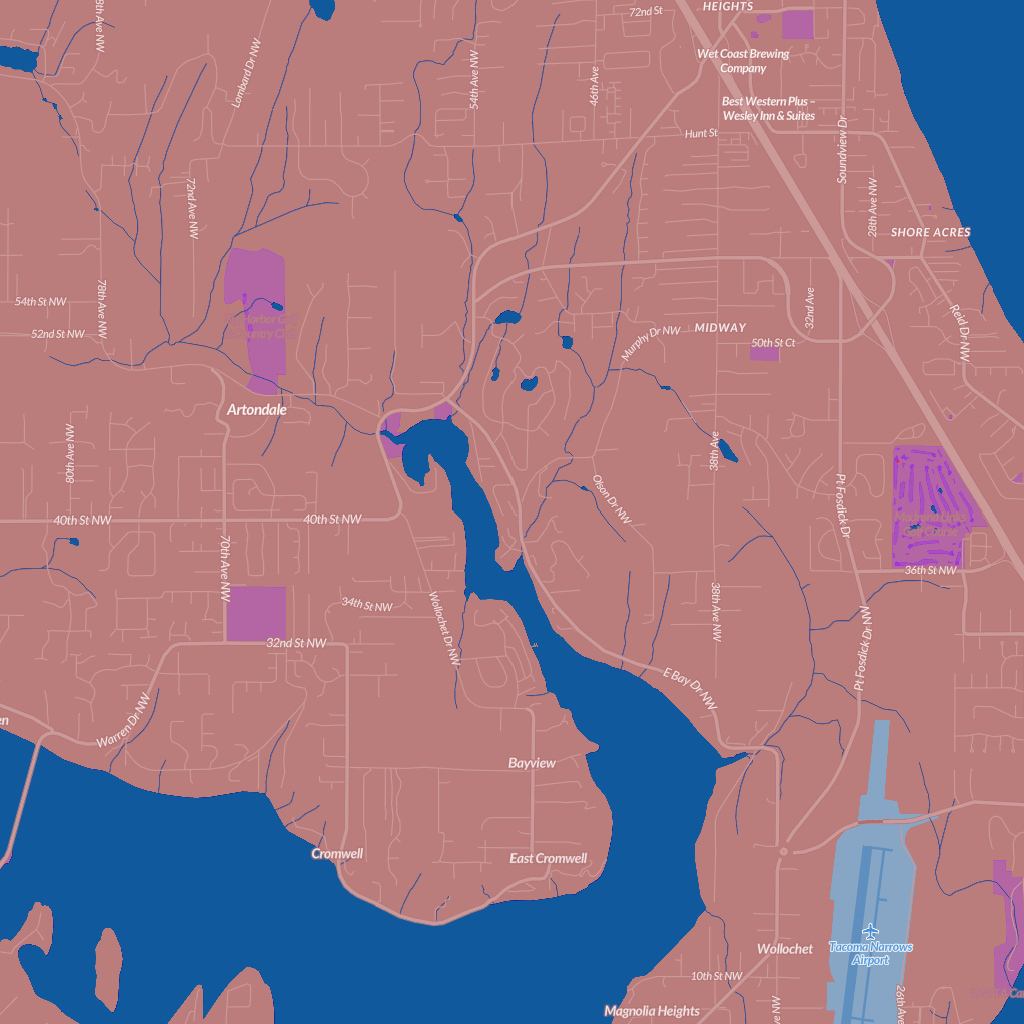 HEIGHTS
72nd St
Wet Coast Brewing
Company
Lombard Dr NW
54th Ave NW
46th Ave
Best Western Plus –
Wesley Inn & Suites
Hunt St
Soundview Dr
72nd Ave NW
28th Ave NW
SHORE ACRES
78th Ave NW
54th St NW
32nd Ave
Reid Dr NW
52nd St NW
Murphy Dr NW
MIDWAY
50th St Ct
Artondale
80th Ave NW
38th Ave
Olson Dr NW
Pt Fosdick Dr
40th St NW
40th St NW
70th Ave NW
36th St NW
34th St NW
Wollochet Dr NW
38th Ave NW
32nd St NW
Pt Fosdick Dr NW
E Bay Dr NW
Warren Dr NW
Bayview
Cromwell
East Cromwell
Wollochet
Tacoma Narrows
Airport
10th St NW
26th Ave
Magnolia Heights